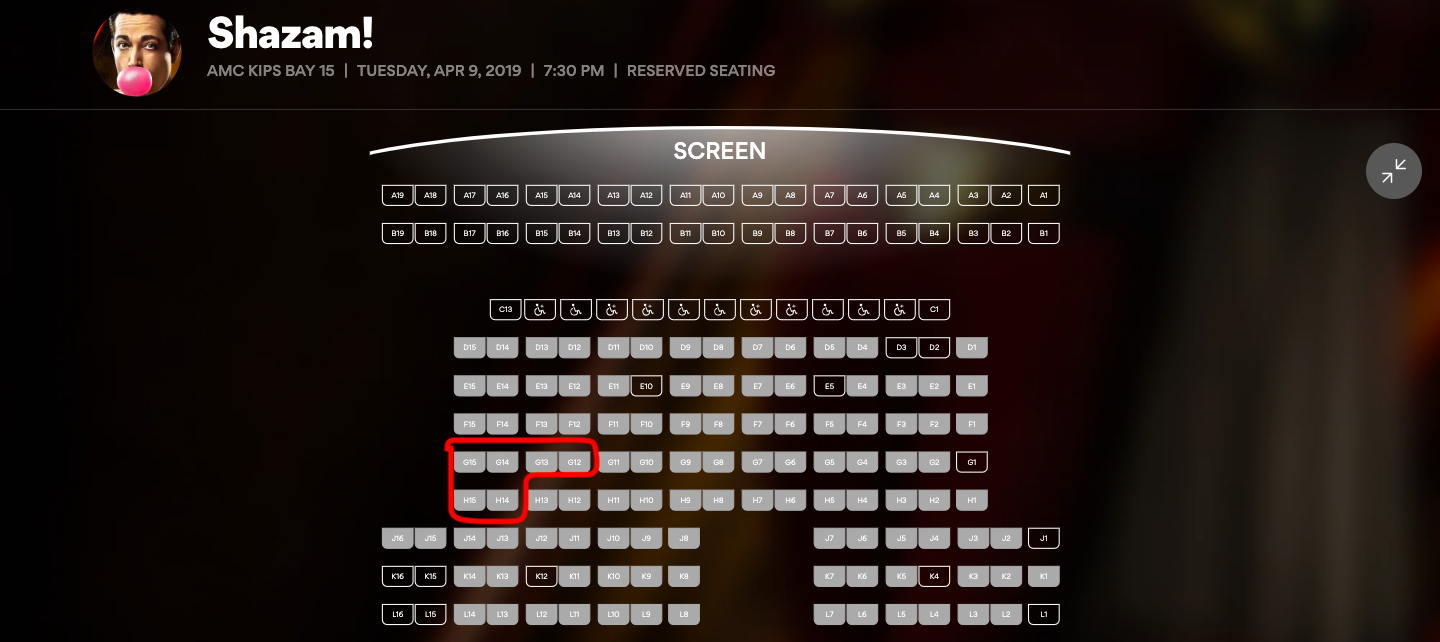 Shazam!
AMC KIPS BAY 15 | TUESDAY, APR 9, 2019 | 7:30 PM | RESERVED SEATING
SCREEN
A19 A18 A17 A16 A15 A14 A13 A12 A11 A10 A9 A8 A7 A6 A5 A4 A3 A2 A1
B19 B18 B17 B16 B15 B14 B13 B12 B11 B10 B9 B8 B7 B6 B5 B4 B3 B2 B1
C13 C1
D15 D14 D13 D12 D11 D10 D9 D8 D7 D6 D5 D4 D3 D2 D1
E15 E14 E13 E12 E11 E10 E9 E8 E7 E6 E5 E4 E3 E2 E1
F15 F14 F13 F12 F11 F10 F9 F8 F7 F6 F5 F4 F3 F2 F1
G15 G14 G13 G12 G11 G10 G9 G8 G7 G6 G5 G4 G3 G2 G1
H15 H14 H13 H12 H11 H10 H9 H8 H7 H6 H5 H4 H3 H2 H1
J16 J15 J14 J13 J12 J11 J10 J9 J8 J7 J6 J5 J4 J3 J2 J1
K16 K15 K14 K13 K12 K11 K10 K9 K8 K7 K6 K5 K4 K3 K2 K1
L16 L15 L14 L13 L12 L11 L10 L9 L8 L7 L6 L5 L4 L3 L2 L1